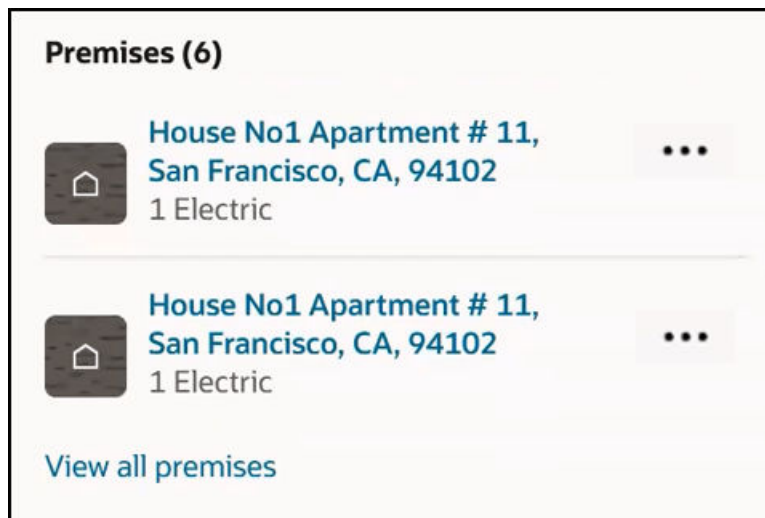 Premises (6)
House No1 Apartment # 11,
San Francisco, CA, 94102
1 Electric
House No1 Apartment # 11,
San Francisco, CA, 94102
1 Electric
View all premises